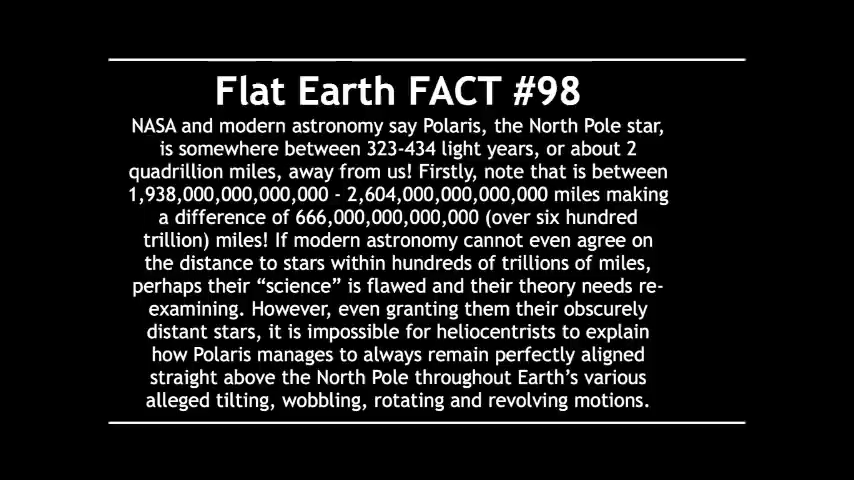 Flat Earth FACT #98
NASA and modern astronomy say Polaris, the North Pole star,
is somewhere between 323-434 light years, or about 2
quadrillion miles, away from us! Firstly, note that is between
1,938,000,000,000,000 - 2,604,000,000,000,000 miles making
a difference of 666,000,000,000,000 (over six hundred
trillion) miles! If modern astronomy cannot even agree on
the distance to stars within hundreds of trillions of miles,
perhaps their “science” is flawed and their theory needs re-
examining. However, even granting them their obscurely
distant stars, it is impossible for heliocentrists to explain
how Polaris manages to always remain perfectly aligned
straight above the North Pole throughout Earth’s various
alleged tilting, wobbling, rotating and revolving motions.